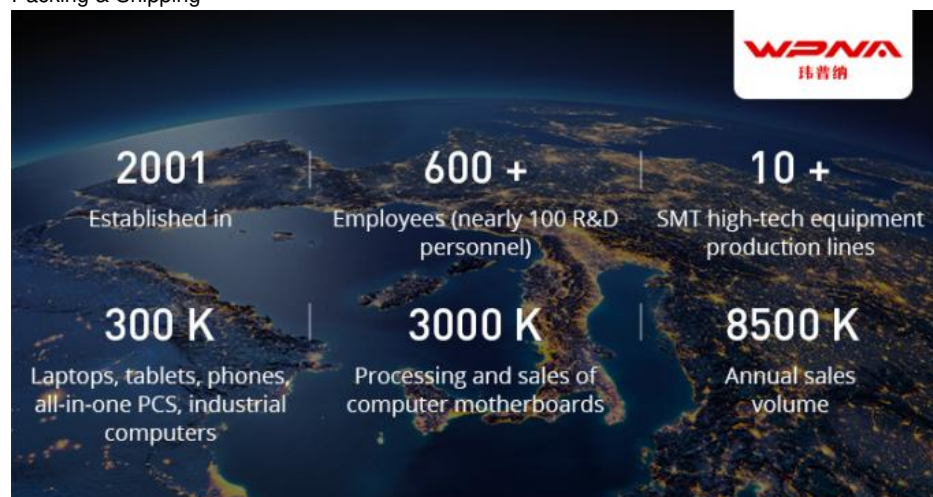 Packing & Shipping
WPNA
玮普纳
2001
Established in
600 +
Employees (nearly 100 R&D
personnel)
10 +
SMT high-tech equipment
production lines
300 K
Laptops, tablets, phones,
all-in-one PCS, industrial
computers
3000 K
Processing and sales of
computer motherboards
8500 K
Annual sales
volume